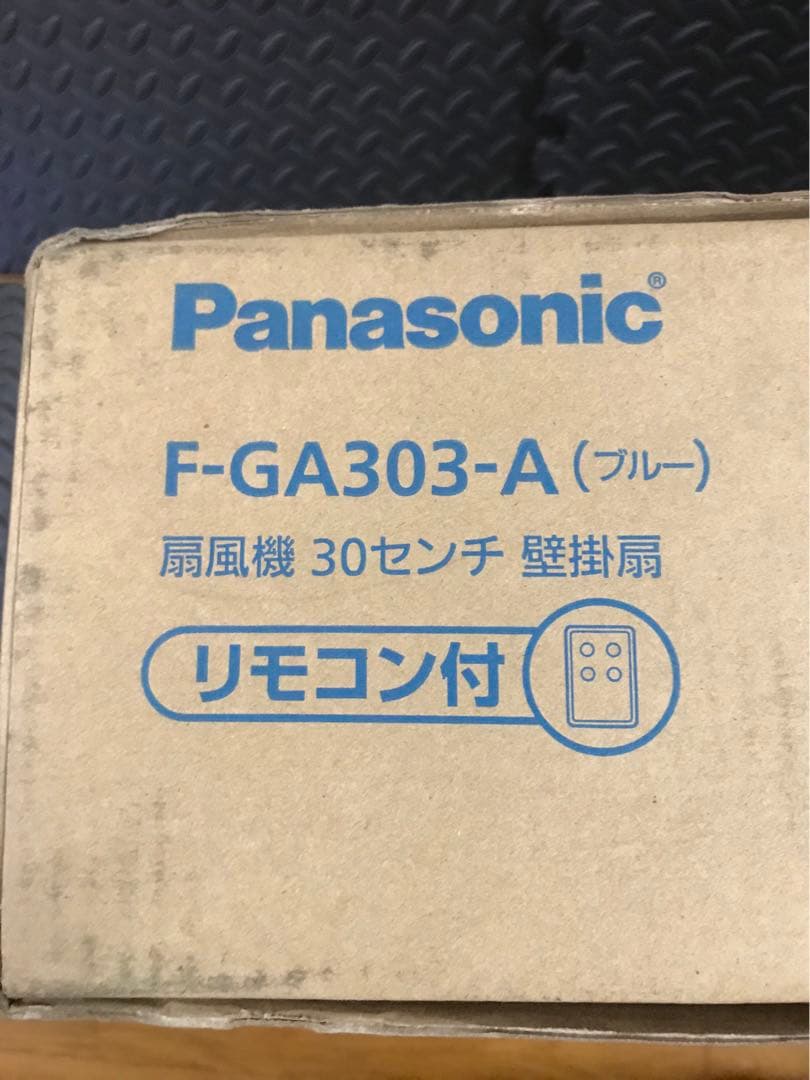 Panasonic®
F-GA303-A(ブルー)
扇風機 30センチ 壁掛扇
リモコン付